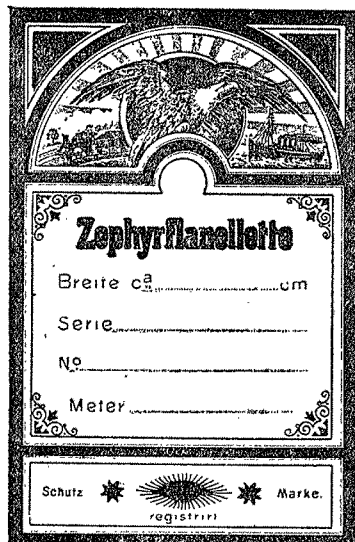 Zephyrflanellette
Breite ca cm
Serie
No
Meter
Schutz Marke.
registrirt